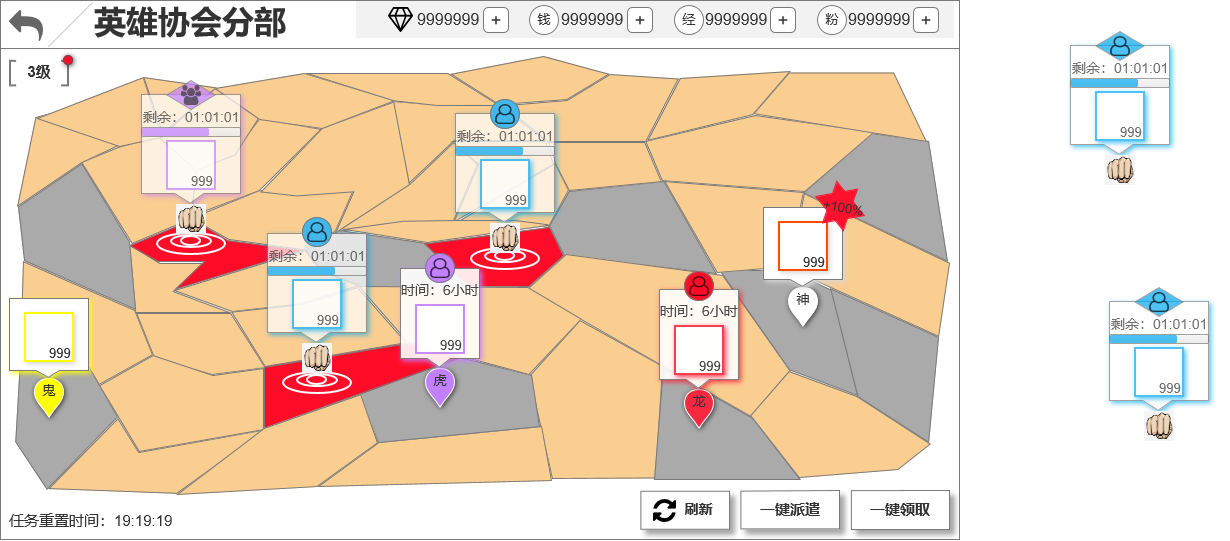 英雄协会分部
9999999 +
钱 9999999 +
经 9999999 +
粉 9999999 +
3级
剩余：01:01:01
999
剩余：01:01:01
999
剩余：01:01:01
999
剩余：01:01:01
999
时间：6小时
999
虎
时间：6小时
999
龙
+100%
999
神
999
鬼
剩余：01:01:01
999
任务重置时间：19:19:19
刷新
一键派遣
一键领取